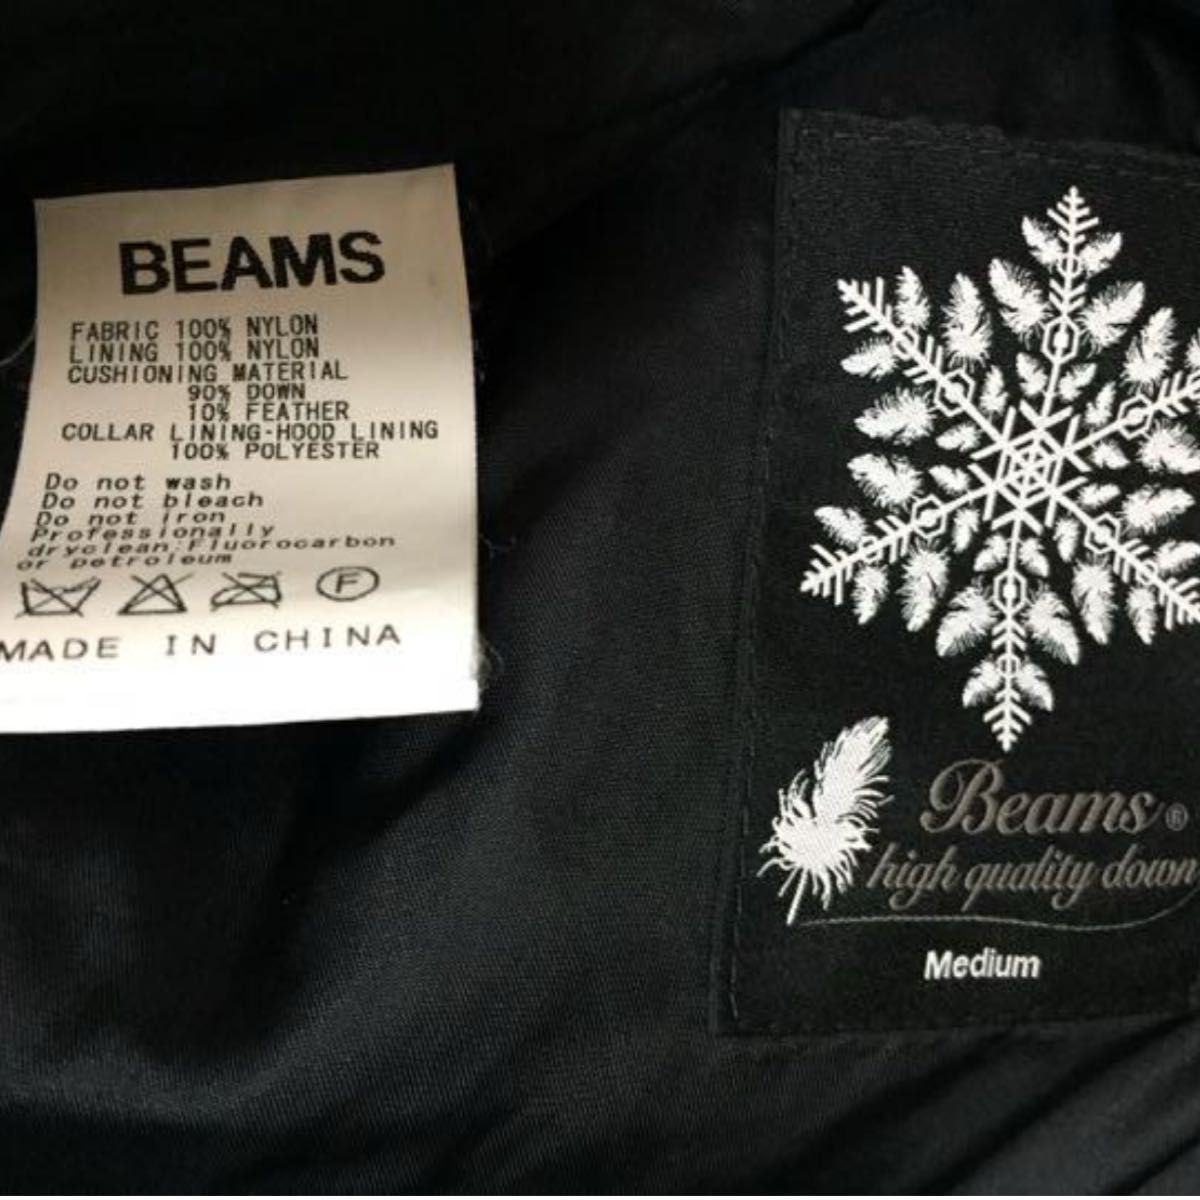 BEAMS
FABRIC 100% NYLON
LINING 100% NYLON
CUSHIONING MATERIAL
90% DOWN
10% FEATHER
COLLAR LINING·HOOD LINING
100% POLYESTER
Do not wash
Do not bleach
Do not iron
Professionally
dryclean:Fluorocarbon
or petroleum
F
MADE IN CHINA
Beams®
high quality down
Medium